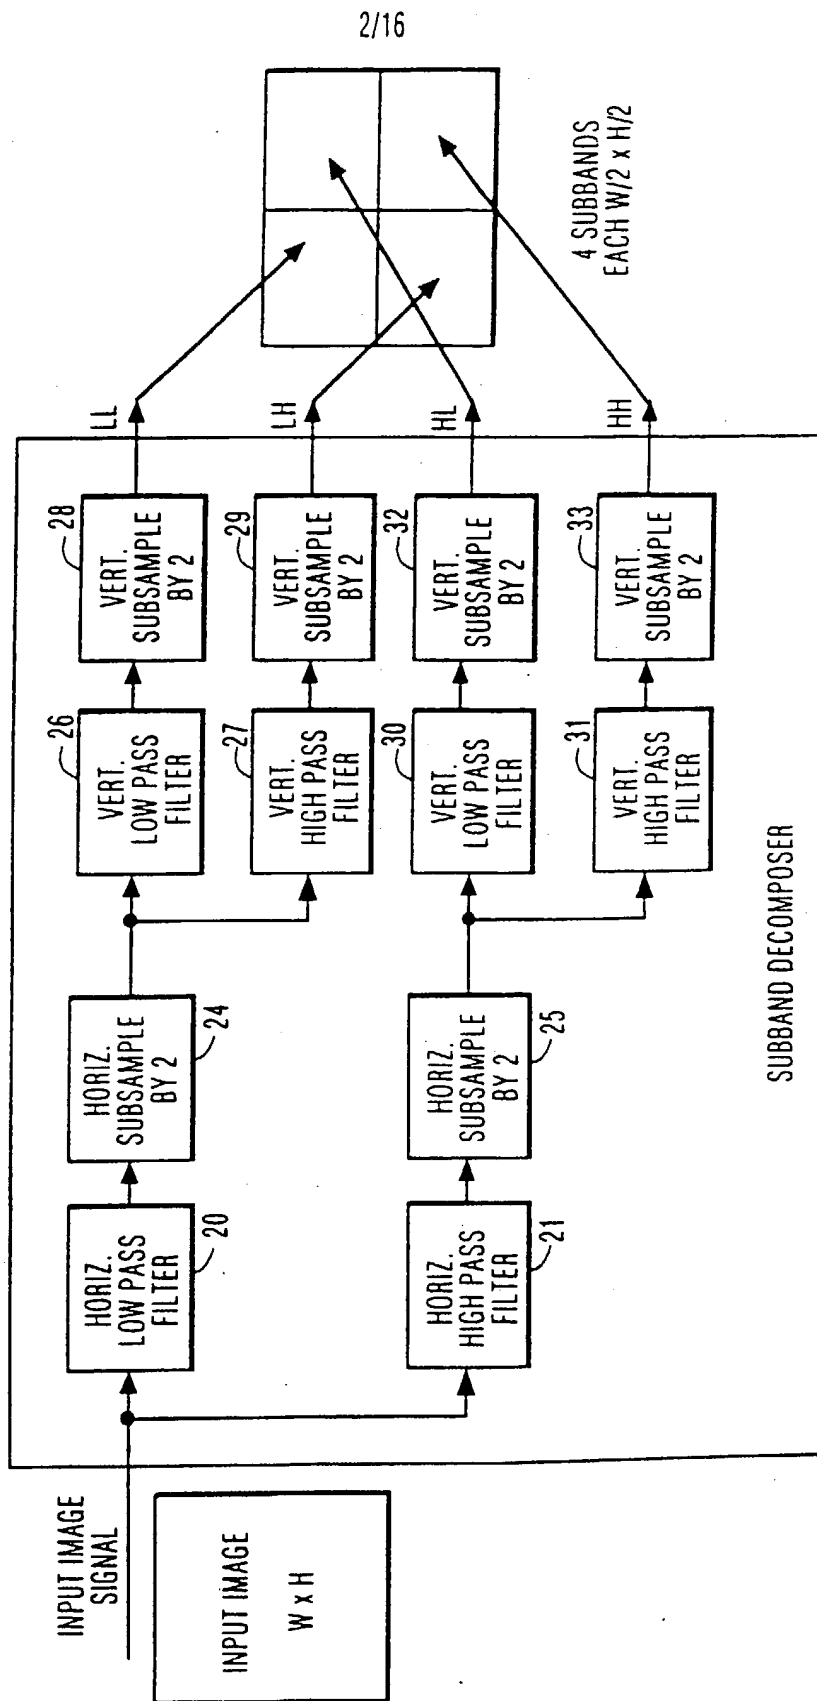 2/16
INPUT IMAGE
SIGNAL
INPUT IMAGE
W x H
HORIZ.
LOW PASS
FILTER
20
HORIZ.
SUBSAMPLE
BY 2
24
VERT.
LOW PASS
FILTER
26
VERT.
SUBSAMPLE
BY 2
28
LL
VERT.
HIGH PASS
FILTER
27
VERT.
SUBSAMPLE
BY 2
29
LH
HORIZ.
HIGH PASS
FILTER
21
HORIZ.
SUBSAMPLE
BY 2
25
VERT.
LOW PASS
FILTER
30
VERT.
SUBSAMPLE
BY 2
32
HL
VERT.
HIGH PASS
FILTER
31
VERT.
SUBSAMPLE
BY 2
33
HH
4 SUBBANDS
EACH W/2 x H/2
SUBBAND DECOMPOSER